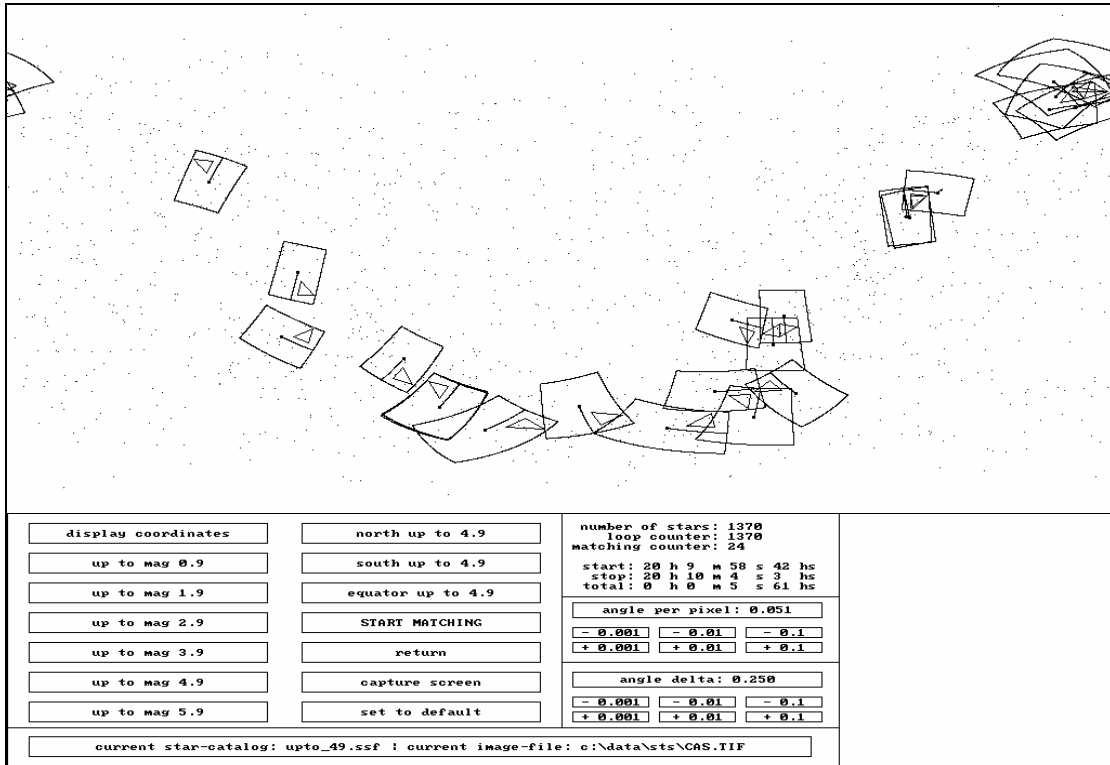 display coordinates
up to mag 0.9
up to mag 1.9
up to mag 2.9
up to mag 3.9
up to mag 4.9
up to mag 5.9
north up to 4.9
south up to 4.9
equator up to 4.9
START MATCHING
return
capture screen
set to default
number of stars: 1370
loop counter: 1370
matching counter: 24
start: 20 h 9 m 58 s 42 hs
stop: 20 h 10 m 4 s 3 hs
total: 0 h 0 m 5 s 61 hs
angle per pixel: 0.051
- 0.001 - 0.01 - 0.1
+ 0.001 + 0.01 + 0.1
angle delta: 0.250
- 0.001 - 0.01 - 0.1
+ 0.001 + 0.01 + 0.1
current star-catalog: upto_49.ssf | current image-file: c:\data\sts\CAS.TIF